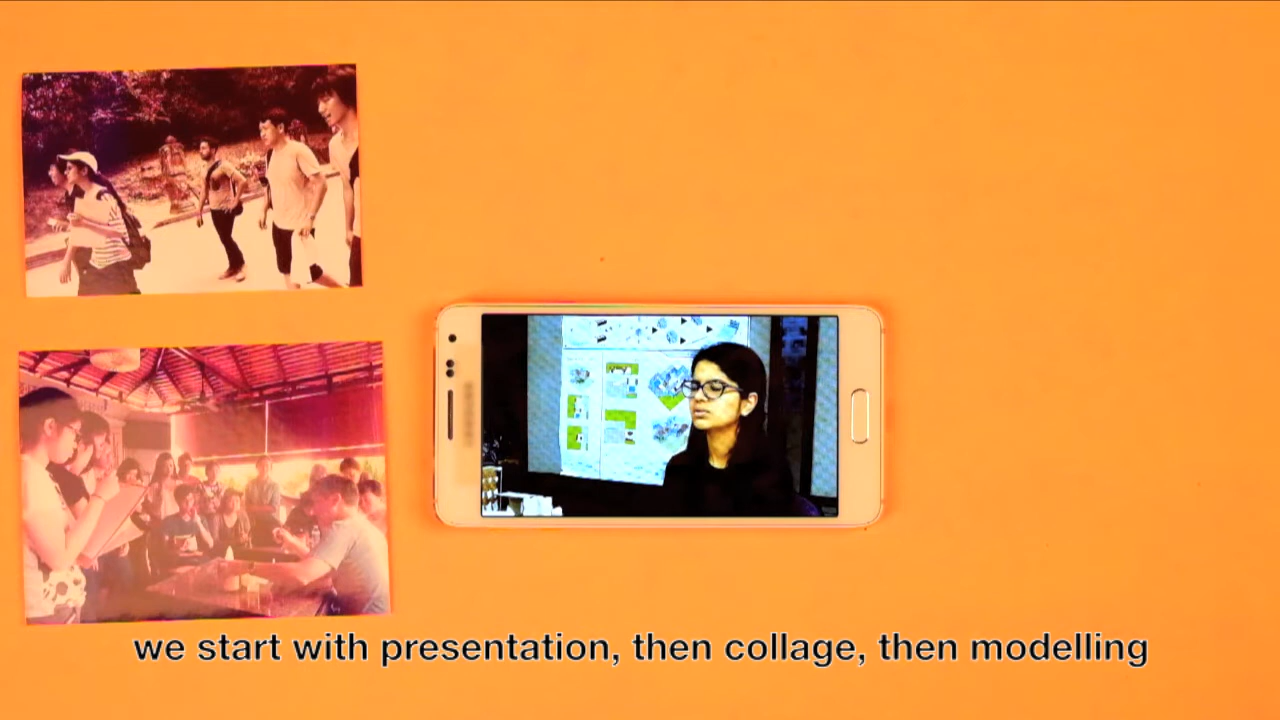 we start with presentation, then collage, then modelling